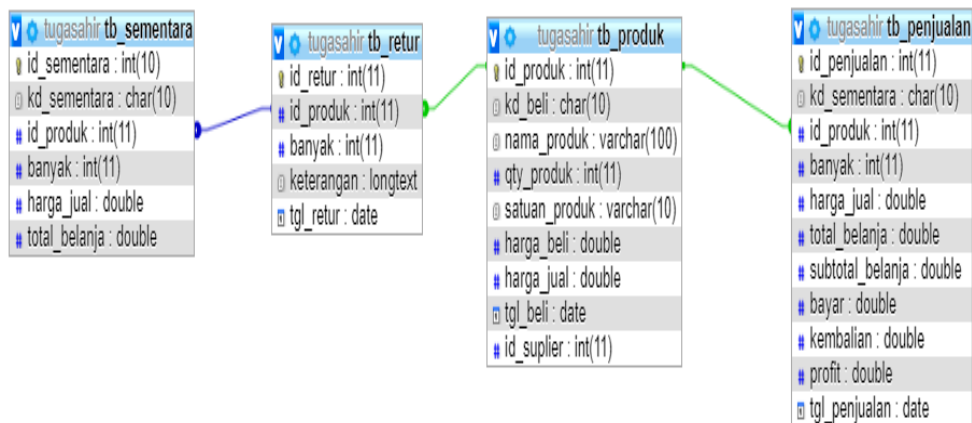 tugasahir tb_sementara
id_sementara : int(10)
kd_sementara : char(10)
id_produk : int(11)
banyak : int(11)
harga_jual : double
total_belanja : double
tugasahir tb_retur
id_retur : int(11)
id_produk : int(11)
banyak : int(11)
keterangan : longtext
tgl_retur : date
tugasahir tb_produk
id_produk : int(11)
kd_beli : char(10)
nama_produk : varchar(100)
qty_produk : int(11)
satuan_produk : varchar(10)
harga_beli : double
harga_jual : double
tgl_beli : date
id_suplier : int(11)
tugasahir tb_penjualan
id_penjualan : int(11)
kd_sementara : char(10)
id_produk : int(11)
banyak : int(11)
harga_jual : double
total_belanja : double
subtotal_belanja : double
bayar : double
kembalian : double
profit : double
tgl_penjualan : date